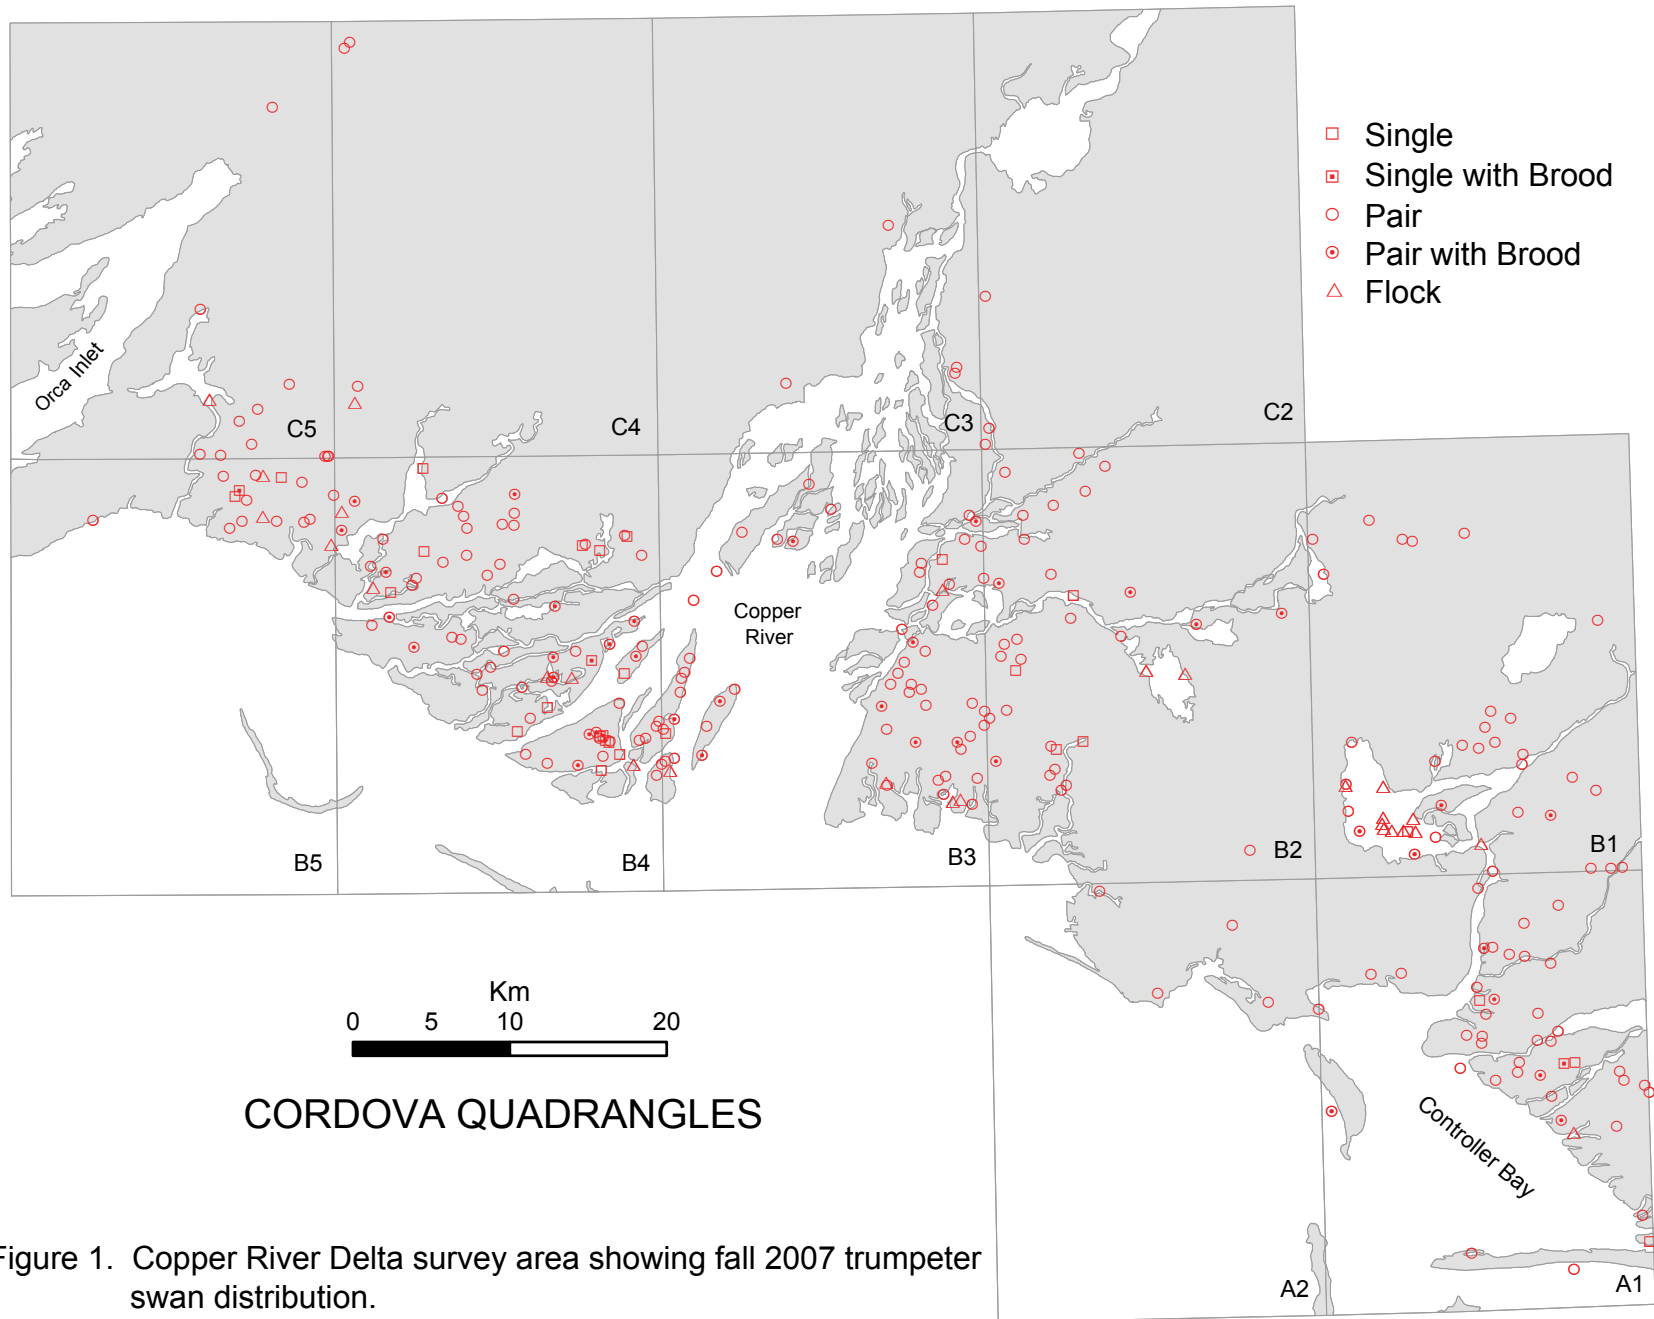 Single
Single with Brood
Pair
Pair with Brood
Flock
Orca Inlet
C5
C4
C3
C2
Copper
River
B5
B4
B3
B2
B1
Km
0 5 10 20
CORDOVA QUADRANGLES
Controller Bay
A2
A1
Figure 1. Copper River Delta survey area showing fall 2007 trumpeter
swan distribution.